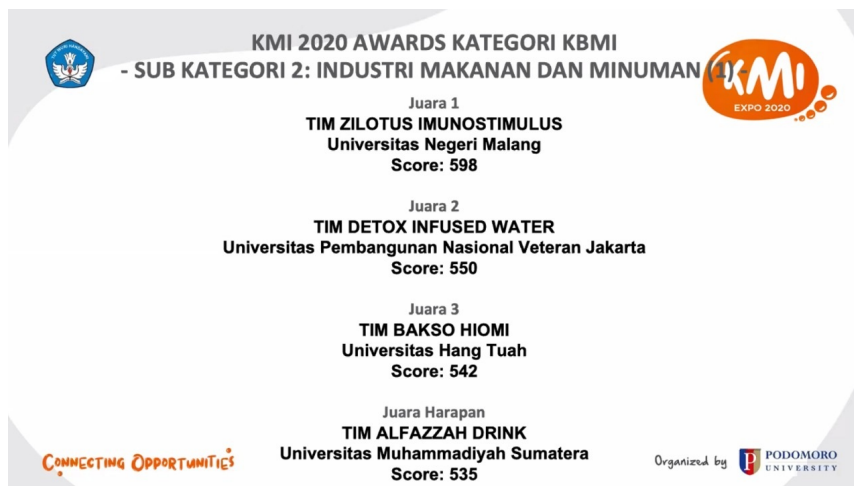 KMI 2020 AWARDS KATEGORI KBMI
- SUB KATEGORI 2: INDUSTRI MAKANAN DAN MINUMAN (1) -
TUT WURI HANDAYANI
KMI
EXPO 2020
Juara 1
TIM ZILOTUS IMUNOSTIMULUS
Universitas Negeri Malang
Score: 598
Juara 2
TIM DETOX INFUSED WATER
Universitas Pembangunan Nasional Veteran Jakarta
Score: 550
Juara 3
TIM BAKSO HIOMI
Universitas Hang Tuah
Score: 542
Juara Harapan
TIM ALFAZZAH DRINK
Universitas Muhammadiyah Sumatera
Score: 535
CONNECTING OPPORTUNITIES
Organized by
PODOMORO
UNIVERSITY